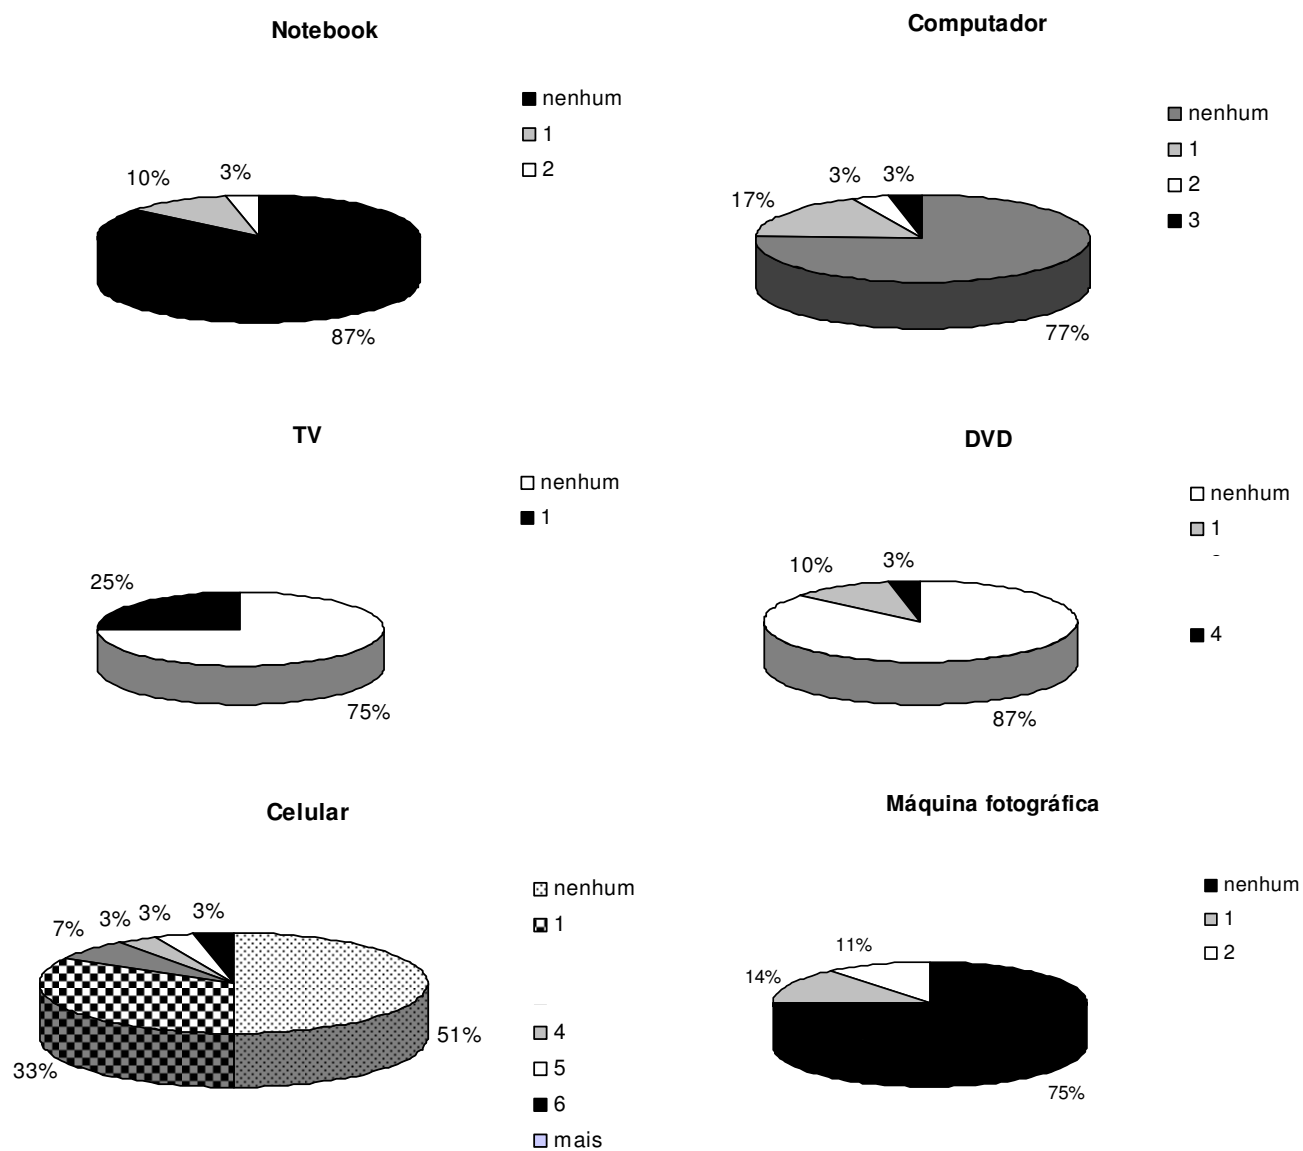 Notebook
nenhum
1
2
10%
3%
87%
Computador
nenhum
1
2
3
17%
3%
3%
77%
TV
nenhum
1
25%
75%
DVD
nenhum
1
4
10%
3%
87%
Celular
nenhum
1
4
5
6
mais
7%
3%
3%
3%
51%
33%
Máquina fotográfica
nenhum
1
2
14%
11%
75%